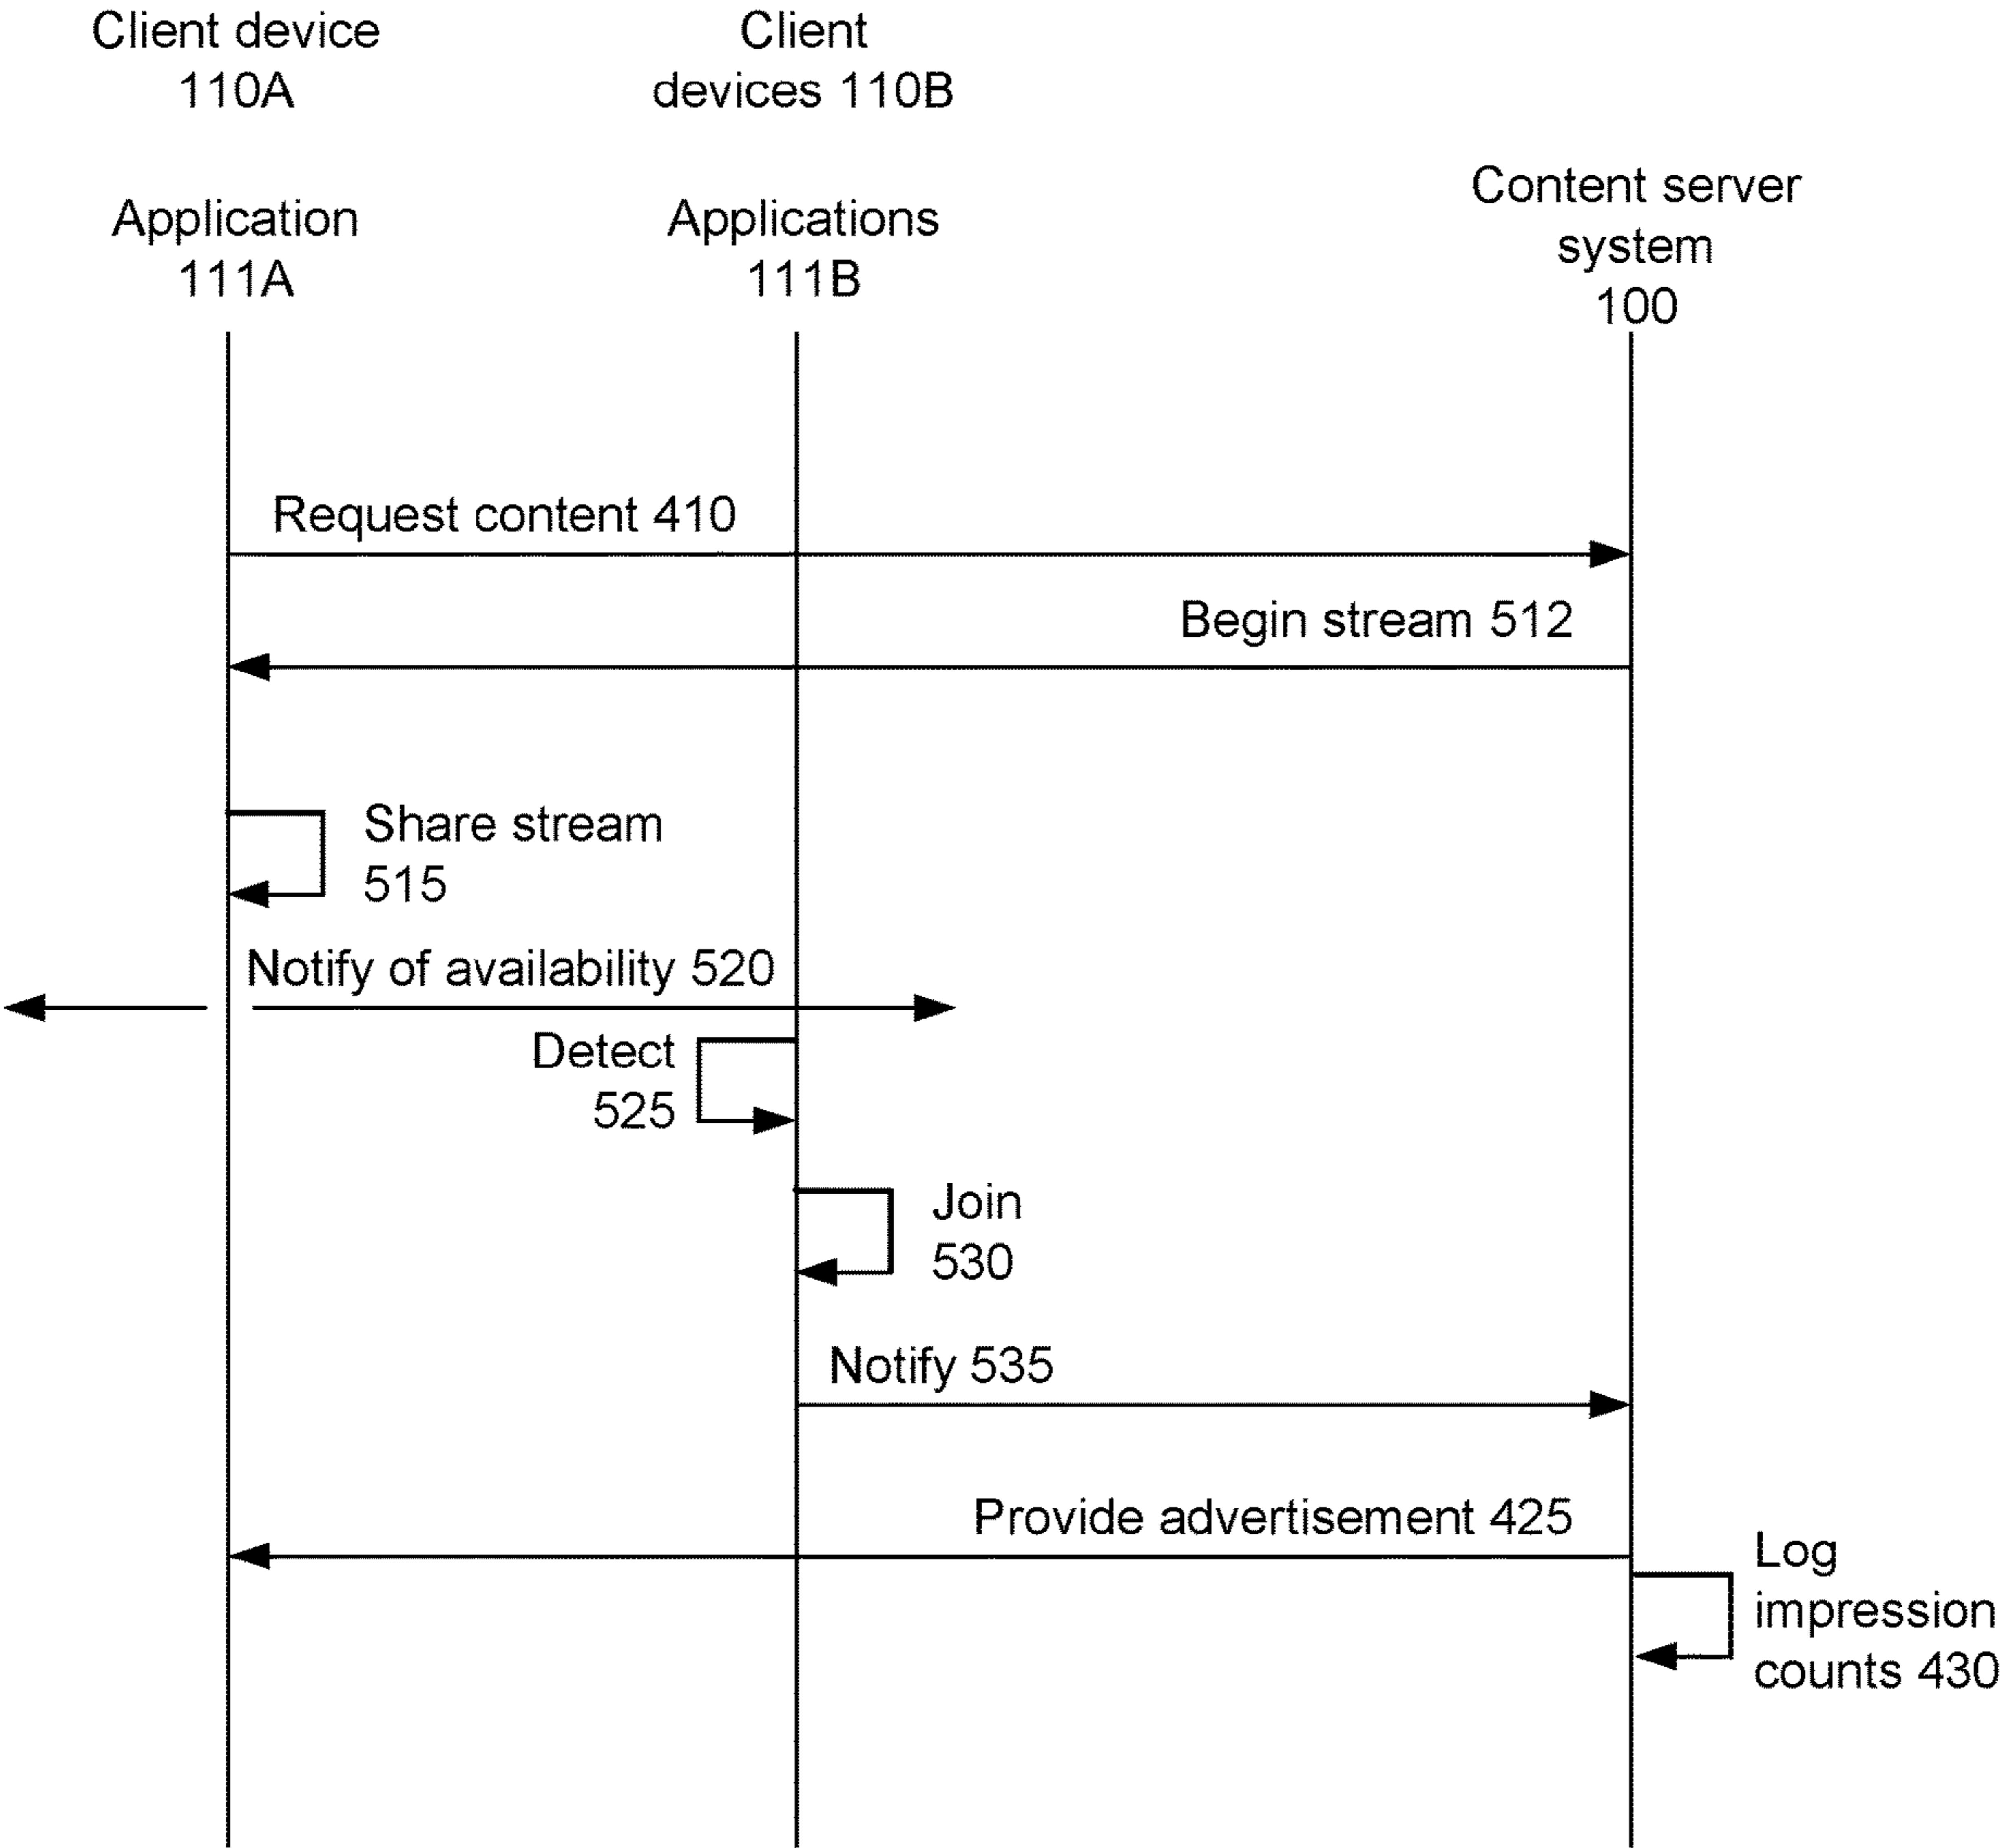 Client device
110A
Client
devices 110B
Application
111A
Applications
111B
Content server
system
100
Request content 410
Begin stream 512
Share stream
515
Notify of availability 520
Detect
525
Join
530
Notify 535
Provide advertisement 425
Log
impression
counts 430